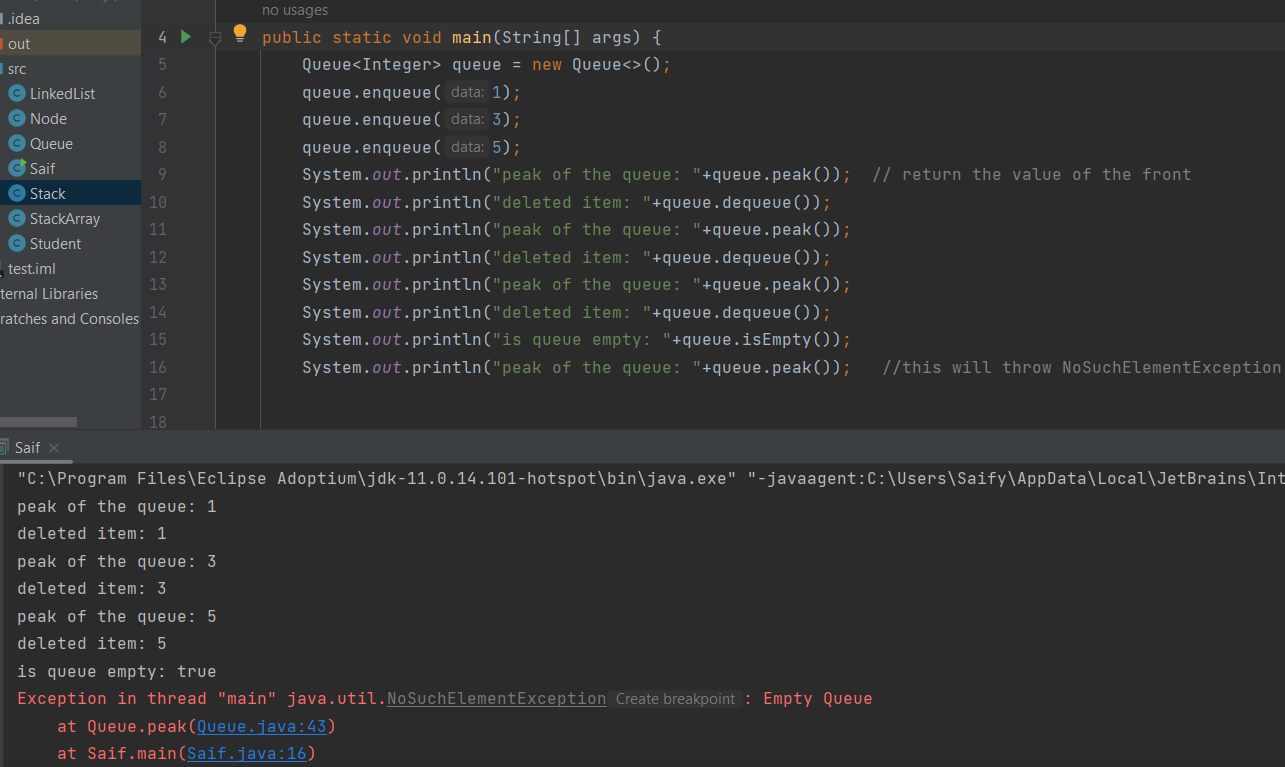 .idea
out
src
LinkedList
Node
Queue
Saif
Stack
StackArray
Student
test.iml
ternal Libraries
ratches and Consoles
no usages
4 public static void main(String[] args) {
5 Queue<Integer> queue = new Queue<>();
6 queue.enqueue( data: 1);
7 queue.enqueue( data: 3);
8 queue.enqueue( data: 5);
9 System.out.println("peak of the queue: "+queue.peak());  // return the value of the front
10 System.out.println("deleted item: "+queue.dequeue());
11 System.out.println("peak of the queue: "+queue.peak());
12 System.out.println("deleted item: "+queue.dequeue());
13 System.out.println("peak of the queue: "+queue.peak());
14 System.out.println("deleted item: "+queue.dequeue());
15 System.out.println("is queue empty: "+queue.isEmpty());
16 System.out.println("peak of the queue: "+queue.peak());   //this will throw NoSuchElementException
17
18
Saif
"C:\Program Files\Eclipse Adoptium\jdk-11.0.14.101-hotspot\bin\java.exe" "-javaagent:C:\Users\Saify\AppData\Local\JetBrains\Int
peak of the queue: 1
deleted item: 1
peak of the queue: 3
deleted item: 3
peak of the queue: 5
deleted item: 5
is queue empty: true
Exception in thread "main" java.util.NoSuchElementException Create breakpoint : Empty Queue
at Queue.peak(Queue.java:43)
at Saif.main(Saif.java:16)